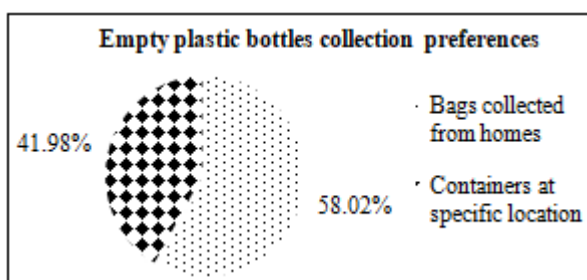 Empty plastic bottles collection preferences
41.98%
58.02%
Bags collected
from homes
Containers at
specific location